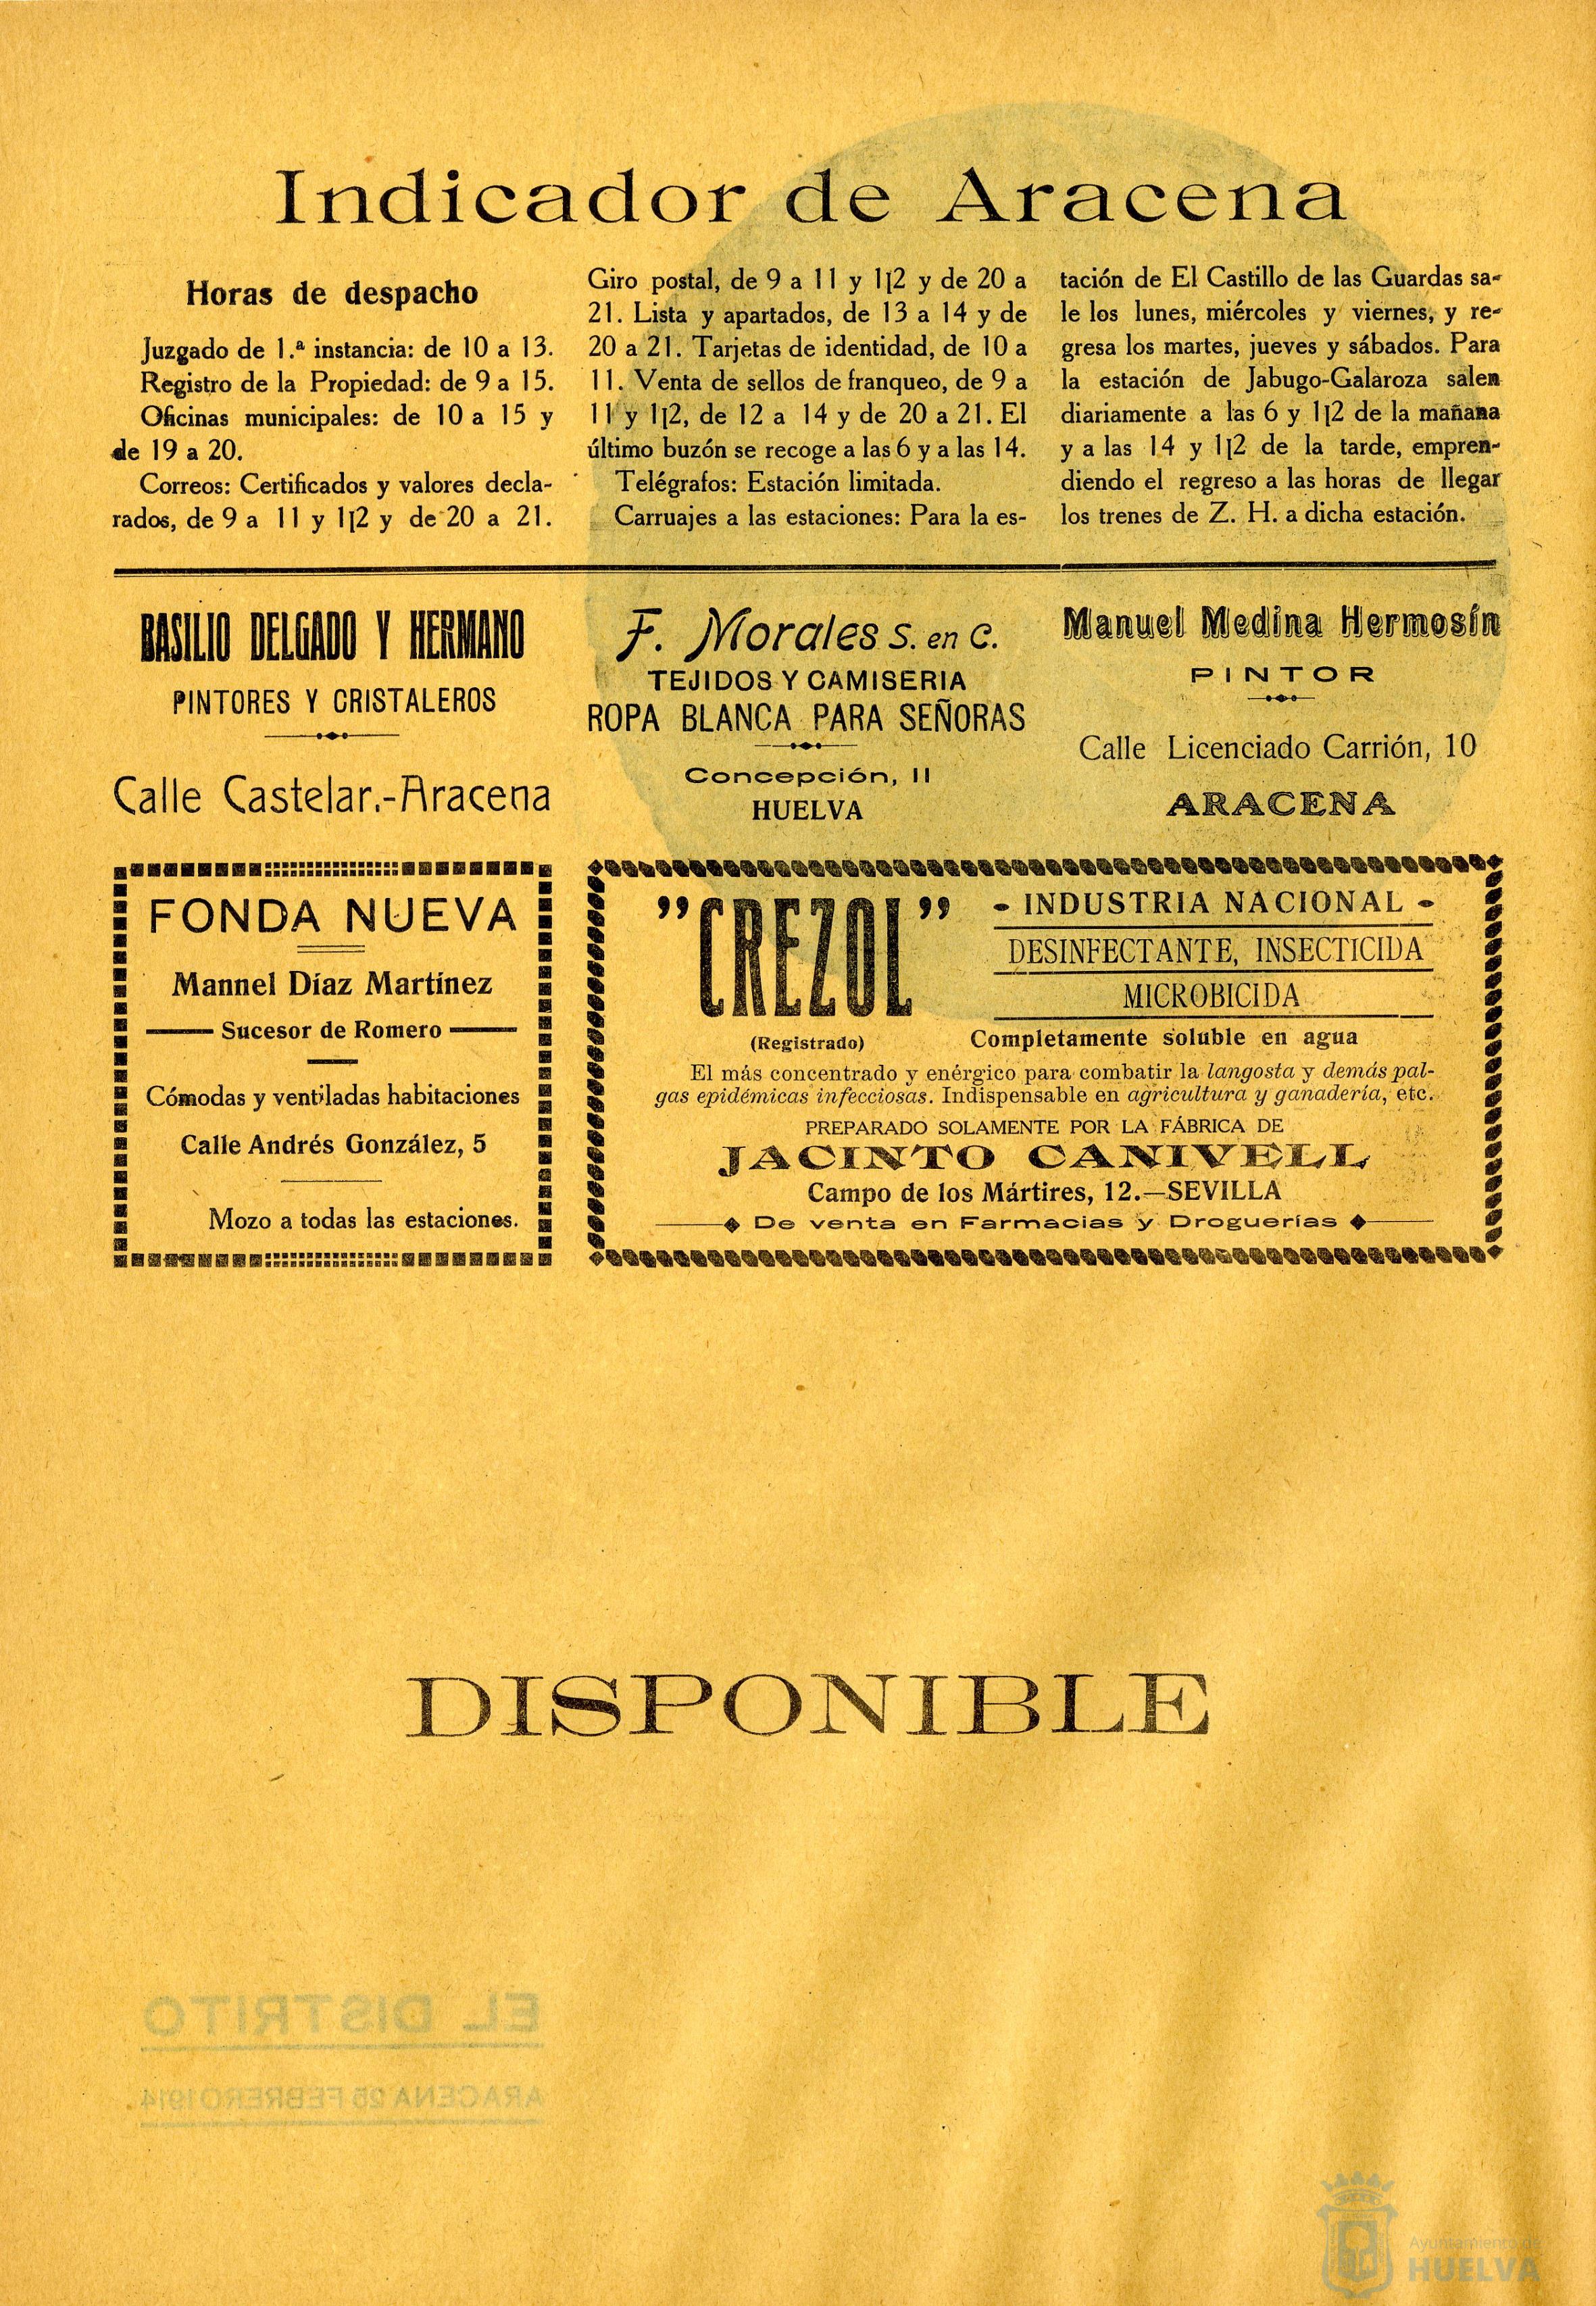 Indicador de Aracena
Horas de despacho
Juzgado de 1.ª instancia: de 10 a 13.
Registro de la Propiedad: de 9 a 15.
Oficinas municipales: de 10 a 15 y
de 19 a 20.
Correos: Certificados y valores decla-
rados, de 9 a 11 y 1|2 y de 20 a 21.
Giro postal, de 9 a 11 y 1|2 y de 20 a
21. Lista y apartados, de 13 a 14 y de
20 a 21. Tarjetas de identidad, de 10 a
11. Venta de sellos de franqueo, de 9 a
11 y 1|2, de 12 a 14 y de 20 a 21. El
último buzón se recoge a las 6 y a las 14.
Telégrafos: Estación limitada.
Carruajes a las estaciones: Para la es-
tación de El Castillo de las Guardas sa-
le los lunes, miércoles y viernes, y re-
gresa los martes, jueves y sábados. Para
la estación de Jabugo-Galaroza salen
diariamente a las 6 y 1|2 de la mañana
y a las 14 y 1|2 de la tarde, empren-
diendo el regreso a las horas de llegar
los trenes de Z. H. a dicha estación.
BASILIO DELGADO Y HERMANO
PINTORES Y CRISTALEROS
Calle Castelar.-Aracena
F. Morales S. en C.
TEJIDOS Y CAMISERIA
ROPA BLANCA PARA SEÑORAS
Concepción, 11
HUELVA
Manuel Medina Hermosín
PINTOR
Calle Licenciado Carrión, 10
ARACENA
FONDA NUEVA
Mannel Díaz Martínez
Sucesor de Romero
Cómodas y ventiladas habitaciones
Calle Andrés González, 5
Mozo a todas las estaciones.
"CREZOL"
(Registrado)
- INDUSTRIA NACIONAL -
DESINFECTANTE, INSECTICIDA
MICROBICIDA
Completamente soluble en agua
El más concentrado y enérgico para combatir la langosta y demás pal-
gas epidémicas infecciosas. Indispensable en agricultura y ganadería, etc.
PREPARADO SOLAMENTE POR LA FÁBRICA DE
JACINTO CANIVELL
Campo de los Mártires, 12.—SEVILLA
De venta en Farmacias y Droguerías
DISPONIBLE
EL DISTRITO
ARACENA 25 FEBRERO 1914
Ayuntamiento de
HUELVA